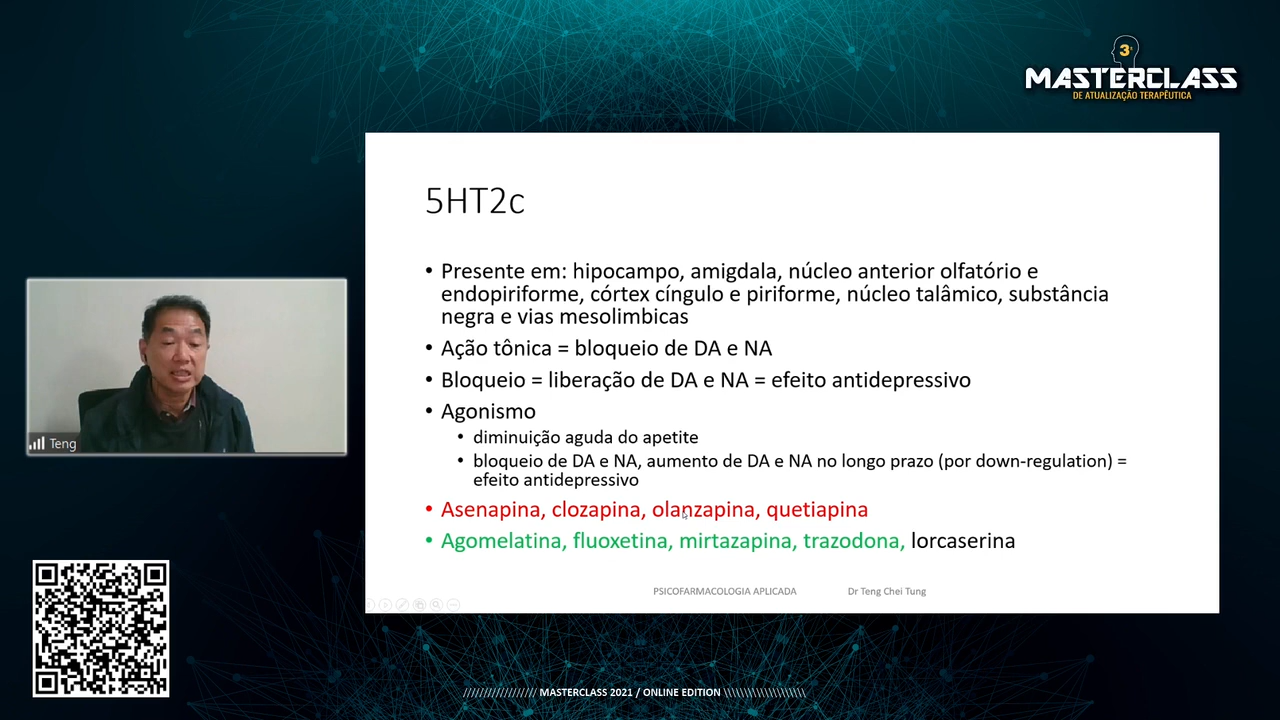 3ª
MASTERCLASS
DE ATUALIZAÇÃO TERAPÊUTICA
5HT2c
• Presente em: hipocampo, amigdala, núcleo anterior olfatório e
endopiriforme, córtex cíngulo e piriforme, núcleo talâmico, substância
negra e vias mesolimbicas
• Ação tônica = bloqueio de DA e NA
• Bloqueio = liberação de DA e NA = efeito antidepressivo
• Agonismo
• diminuição aguda do apetite
• bloqueio de DA e NA, aumento de DA e NA no longo prazo (por down-regulation) =
efeito antidepressivo
• Asenapina, clozapina, olanzapina, quetiapina
• Agomelatina, fluoxetina, mirtazapina, trazodona, lorcaserina
PSICOFARMACOLOGIA APLICADA Dr Teng Chei Tung
Teng
////////////////// MASTERCLASS 2021 / ONLINE EDITION \\\\\\\\\\\\\\\\\\\\